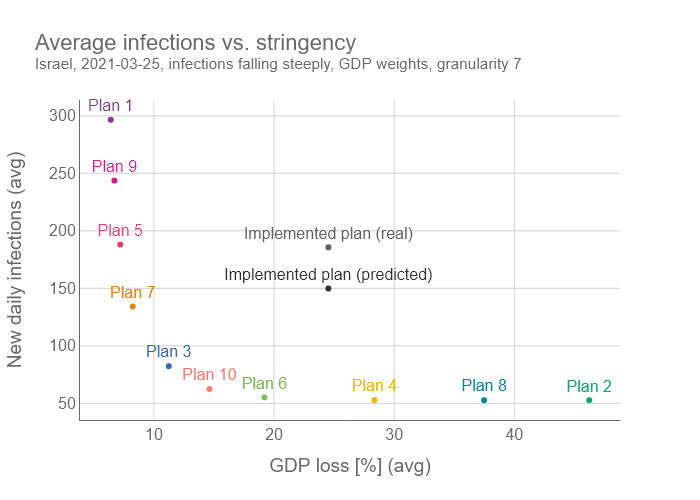 Average infections vs. stringency
Israel, 2021-03-25, infections falling steeply, GDP weights, granularity 7
New daily infections (avg)
300
250
200
150
100
50
Plan 1
Plan 9
Plan 5
Implemented plan (real)
Implemented plan (predicted)
Plan 7
Plan 3
Plan 10
Plan 6
Plan 4
Plan 8
Plan 2
10
20
30
40
GDP loss [%] (avg)